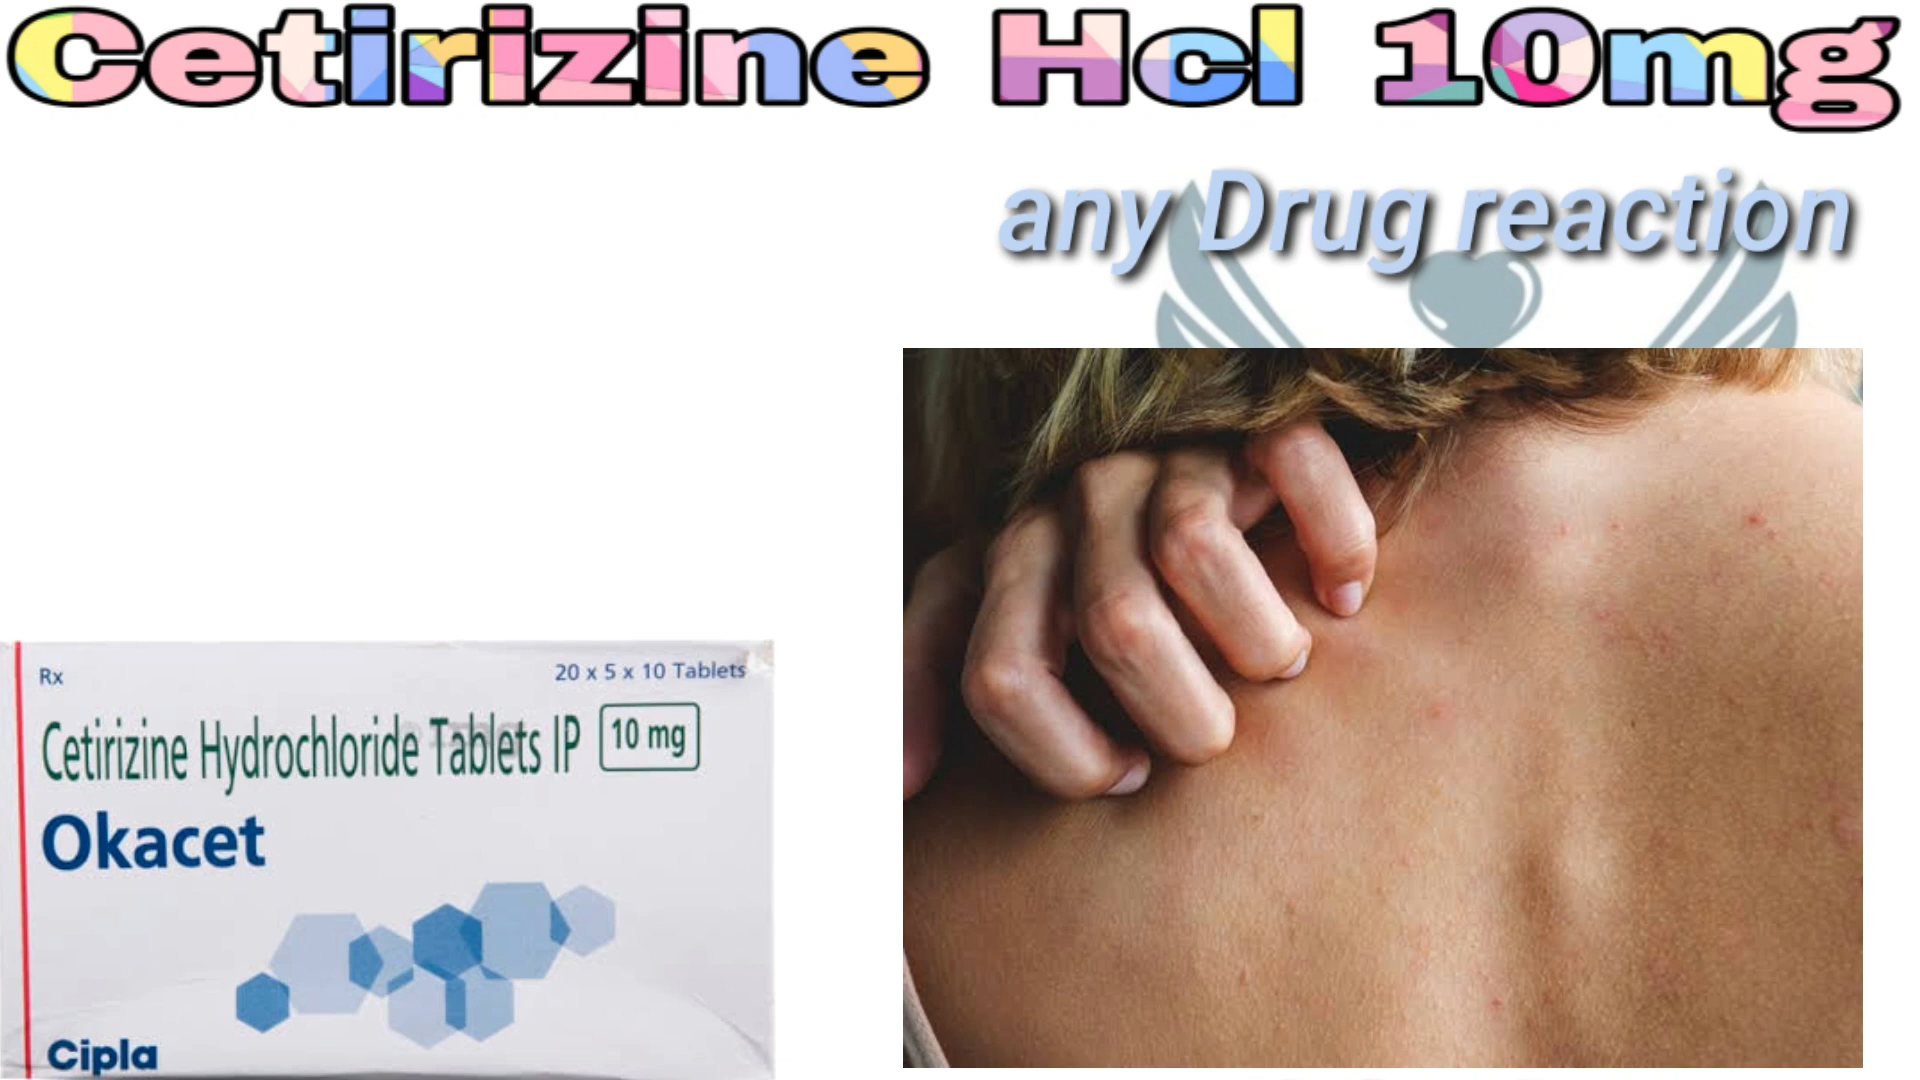 Cetirizine Hcl 10mg
any Drug reaction
Rx
20 x 5 x 10 Tablets
Cetirizine Hydrochloride Tablets IP 10 mg
Okacet
Cipla